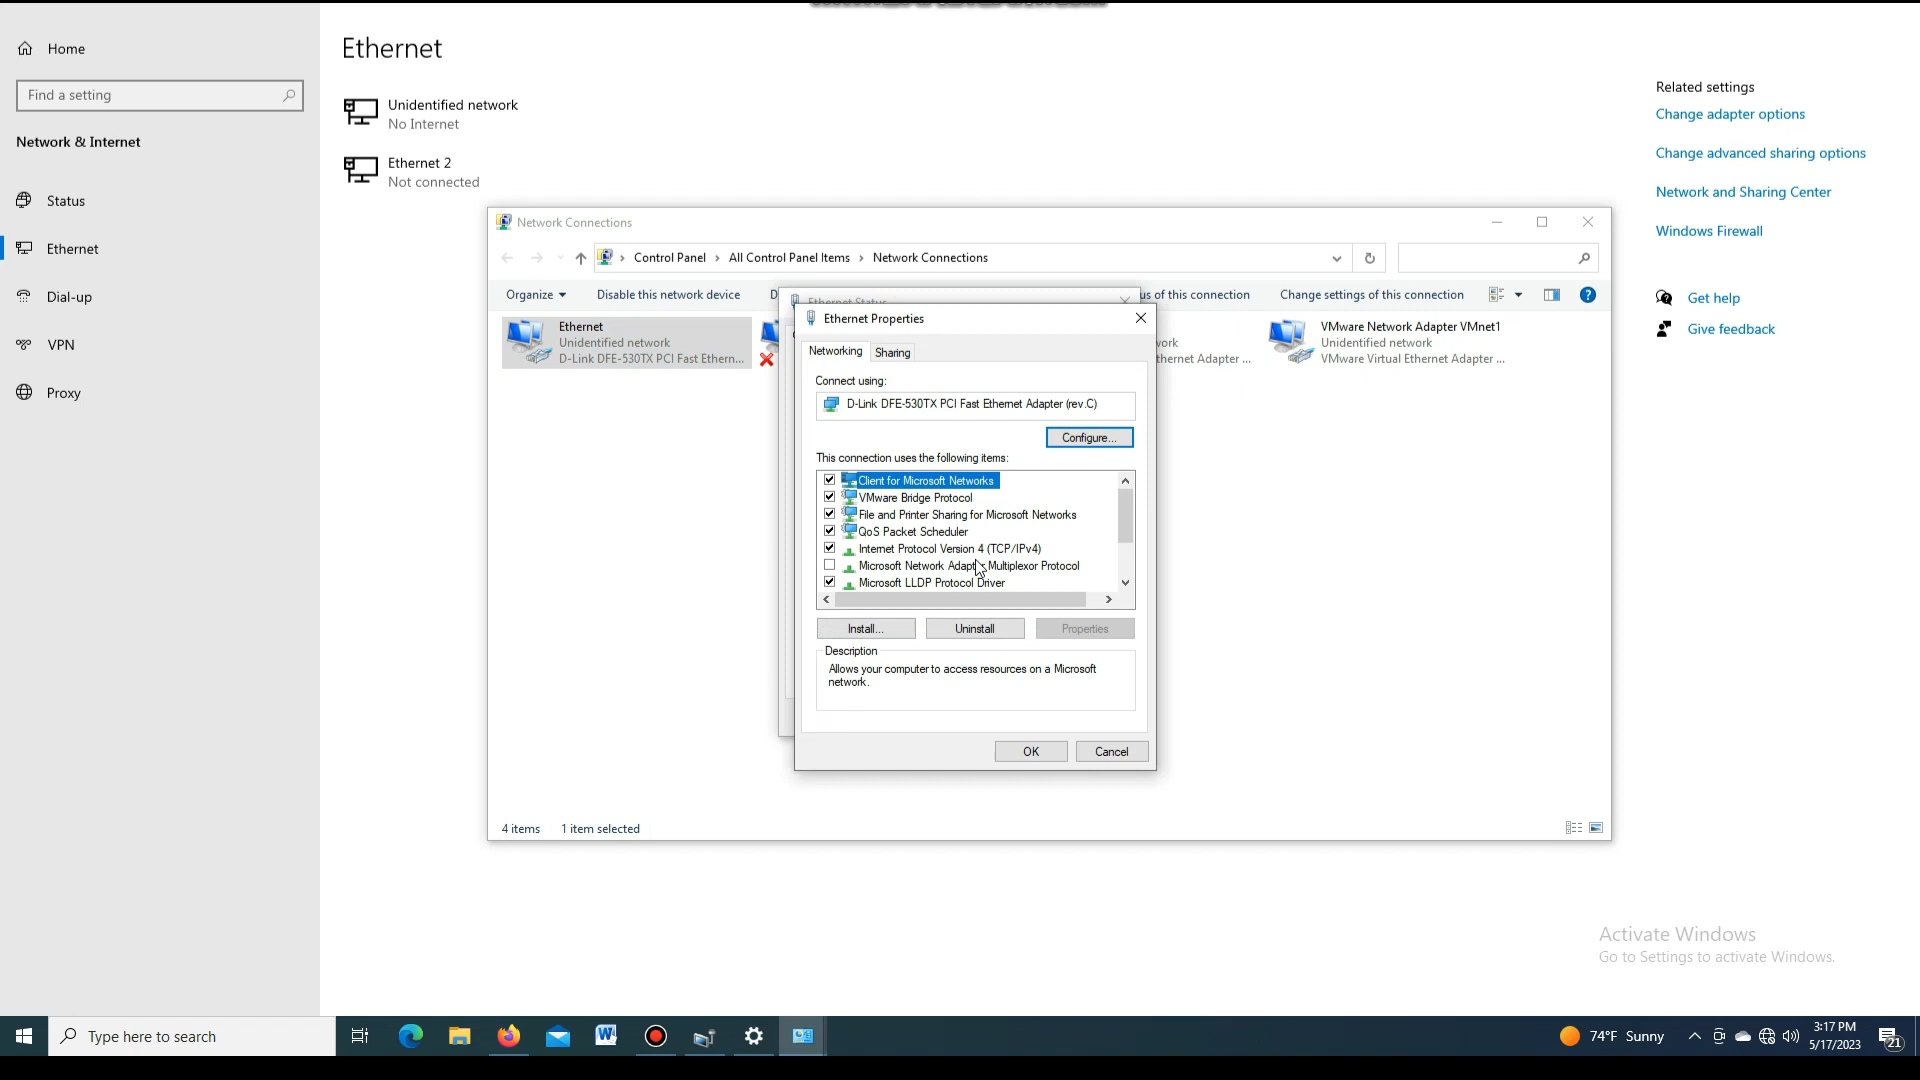 Home
Find a setting
Network & Internet
Status
Ethernet
Dial-up
VPN
Proxy
Ethernet
Unidentified network
No Internet
Ethernet 2
Not connected
Related settings
Change adapter options
Change advanced sharing options
Network and Sharing Center
Windows Firewall
Get help
Give feedback
Network Connections
Control Panel › All Control Panel Items › Network Connections
Organize
Disable this network device
us of this connection
Change settings of this connection
Ethernet
Unidentified network
D-Link DFE-530TX PCI Fast Ethern...
work
thernet Adapter ...
VMware Network Adapter VMnet1
Unidentified network
VMware Virtual Ethernet Adapter ...
Ethernet Status
Ethernet Properties
Networking
Sharing
Connect using:
D-Link DFE-530TX PCI Fast Ethernet Adapter (rev.C)
Configure...
This connection uses the following items:
Client for Microsoft Networks
VMware Bridge Protocol
File and Printer Sharing for Microsoft Networks
QoS Packet Scheduler
Internet Protocol Version 4 (TCP/IPv4)
Microsoft Network Adapter Multiplexor Protocol
Microsoft LLDP Protocol Driver
Install...
Uninstall
Properties
Description
Allows your computer to access resources on a Microsoft
network.
OK
Cancel
4 items
1 item selected
Activate Windows
Go to Settings to activate Windows.
Type here to search
74°F Sunny
3:17 PM
5/17/2023
21